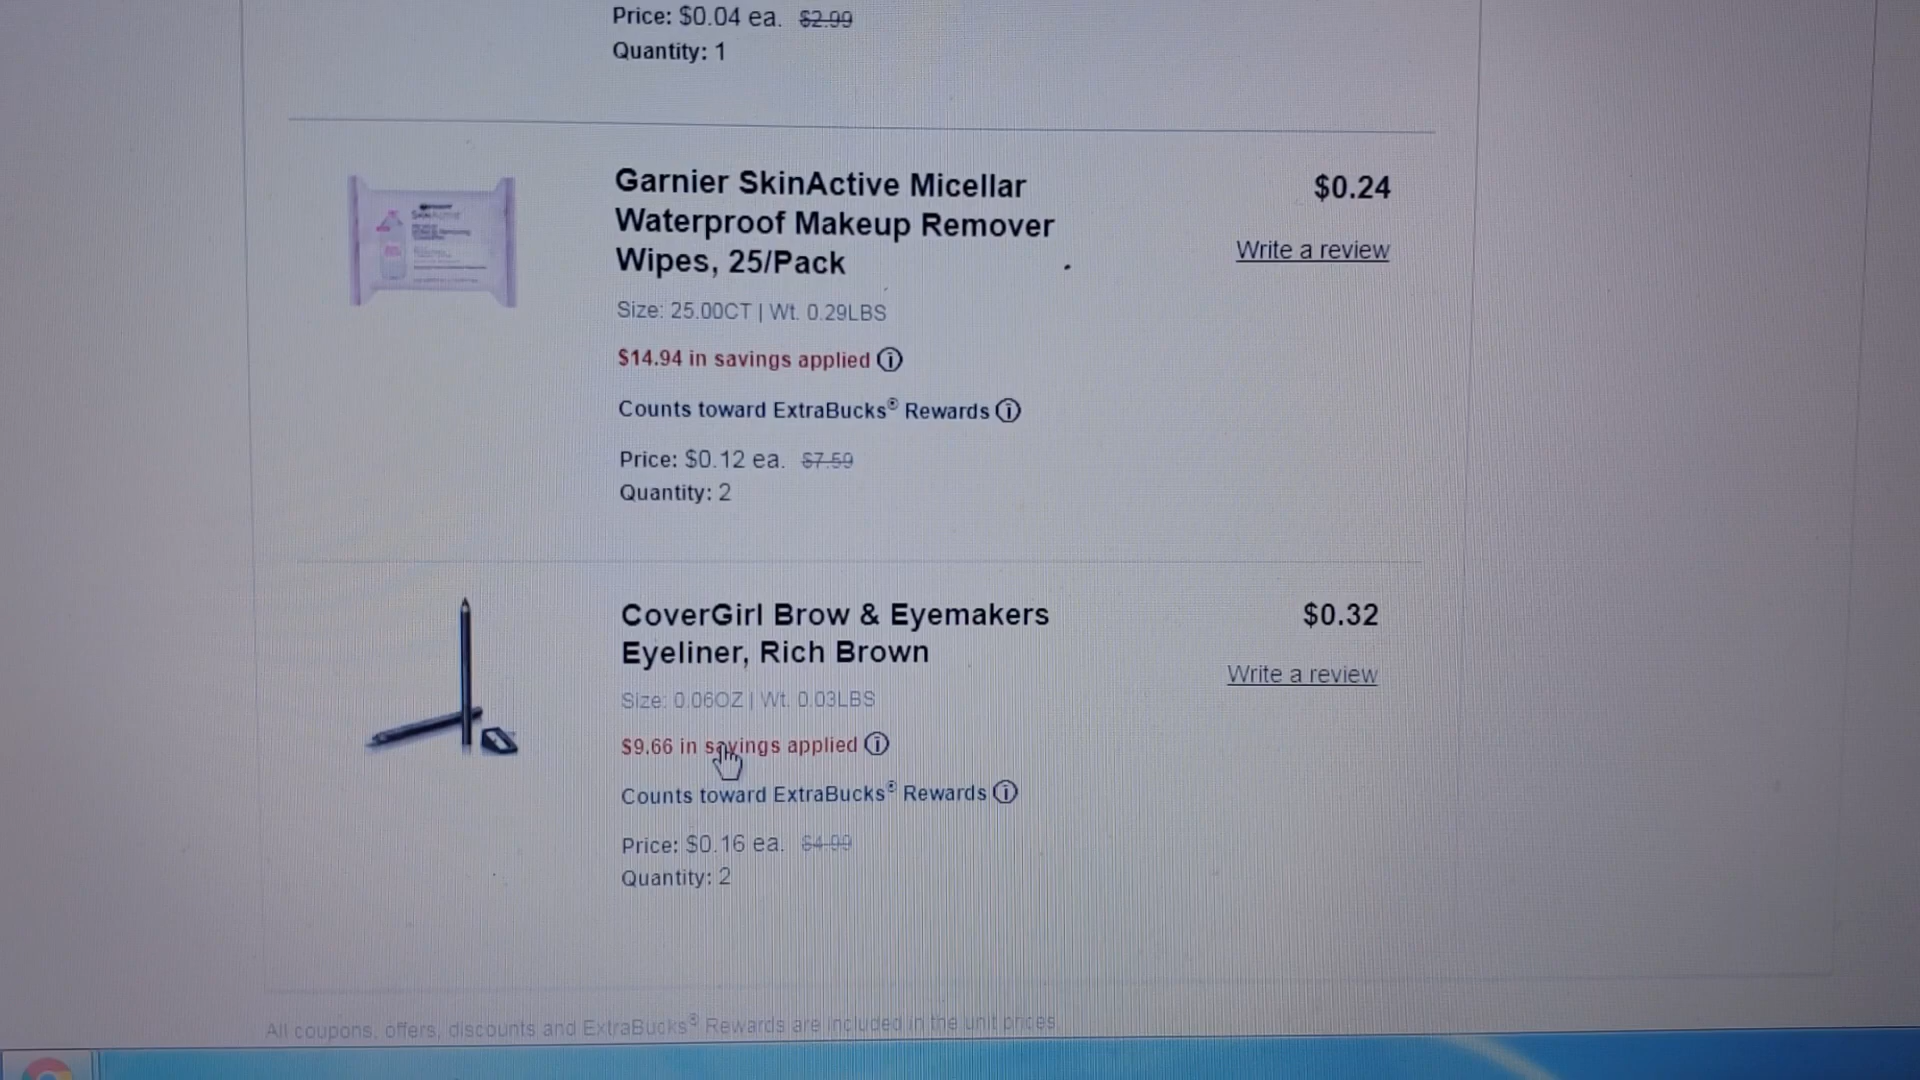 Price: $0.04 ea. $2.99
Quantity: 1
Garnier SkinActive Micellar
Waterproof Makeup Remover
Wipes, 25/Pack
$0.24
Write a review
Size: 25.00CT | Wt. 0.29LBS
$14.94 in savings applied
Counts toward ExtraBucks® Rewards
Price: $0.12 ea. $7.59
Quantity: 2
CoverGirl Brow & Eyemakers
Eyeliner, Rich Brown
$0.32
Write a review
Size: 0.06OZ | Wt. 0.03LBS
$9.66 in savings applied
Counts toward ExtraBucks® Rewards
Price: $0.16 ea. $4.99
Quantity: 2
All coupons, offers, discounts and ExtraBucks® Rewards are included in the unit prices